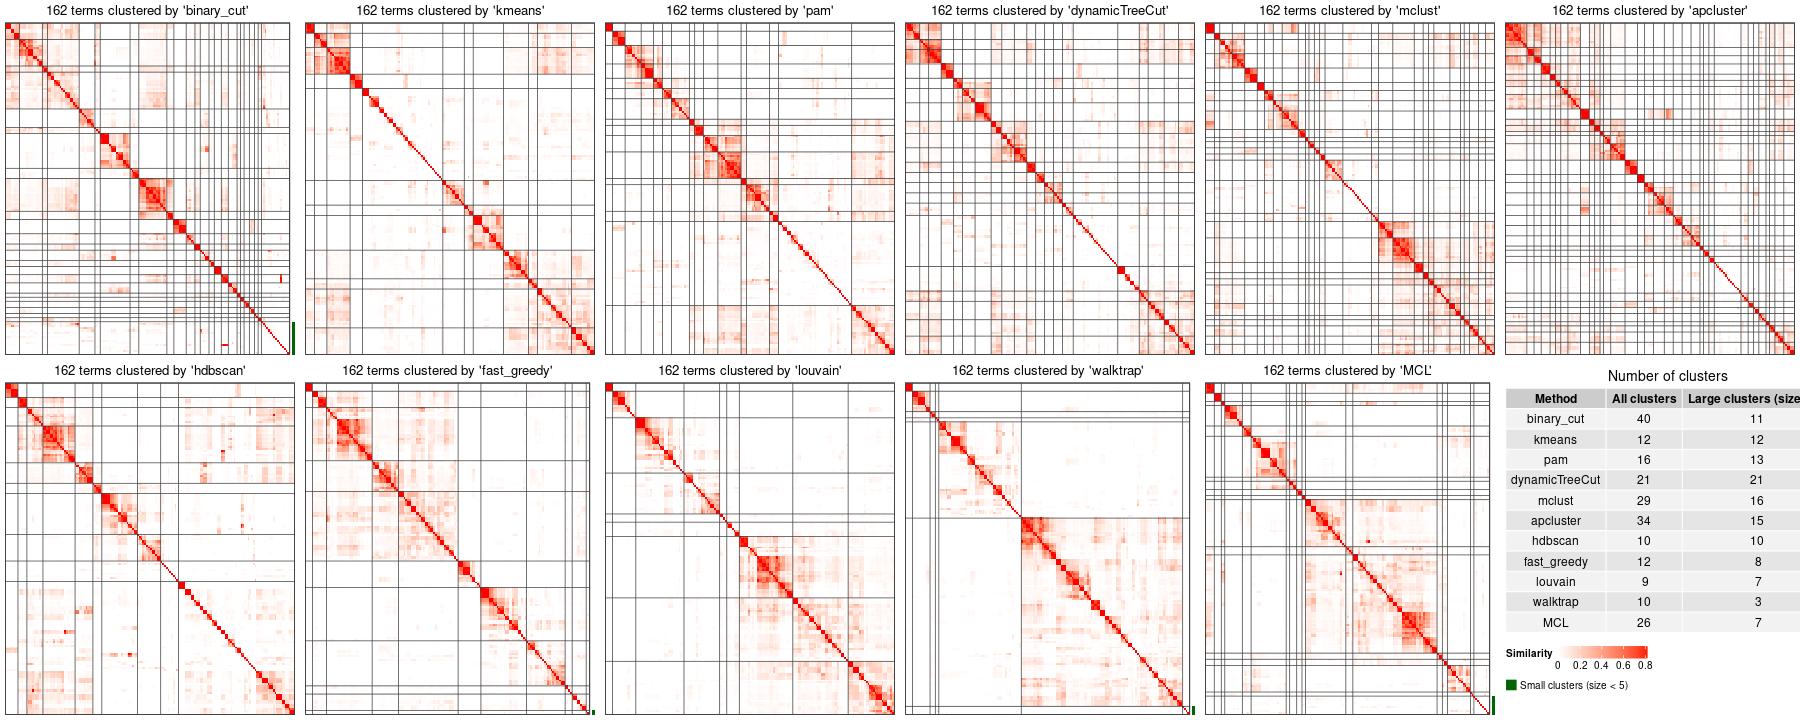 162 terms clustered by 'binary_cut'
162 terms clustered by 'kmeans'
162 terms clustered by 'pam'
162 terms clustered by 'dynamicTreeCut'
162 terms clustered by 'mclust'
162 terms clustered by 'apcluster'
162 terms clustered by 'hdbscan'
162 terms clustered by 'fast_greedy'
162 terms clustered by 'louvain'
162 terms clustered by 'walktrap'
162 terms clustered by 'MCL'
Number of clusters
Method All clusters Large clusters (size
binary_cut 40 11
kmeans 12 12
pam 16 13
dynamicTreeCut 21 21
mclust 29 16
apcluster 34 15
hdbscan 10 10
fast_greedy 12 8
louvain 9 7
walktrap 10 3
MCL 26 7
Similarity
0 0.2 0.4 0.6 0.8
Small clusters (size < 5)